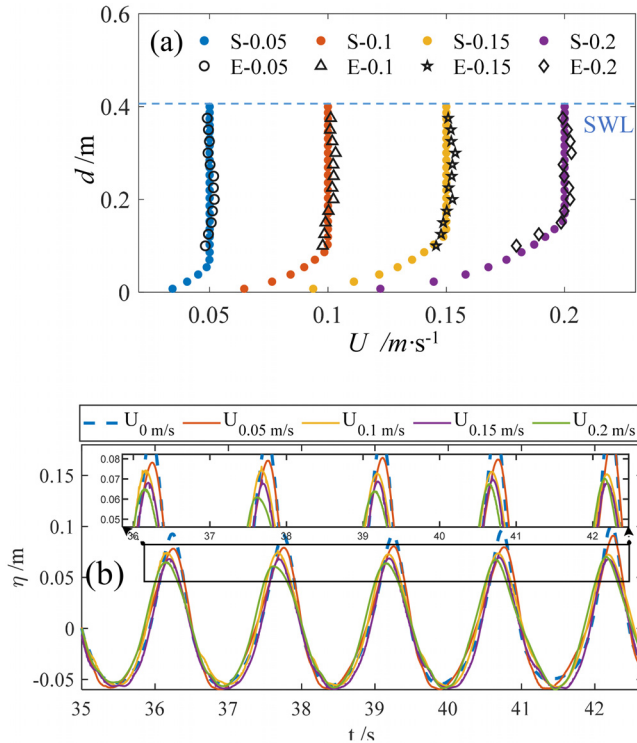 (a)
S-0.05 S-0.1 S-0.15 S-0.2
E-0.05 E-0.1 E-0.15 E-0.2
0.6
0.4
SWL
d /m
0.2
0
0.05 0.1 0.15 0.2
U /m·s-1
U0 m/s U0.05 m/s U0.1 m/s U0.15 m/s U0.2 m/s
0.15
0.08
0.07
0.06
0.05
36 37 38 39 40 41 42
0.1
η /m
0.05
(b)
0
-0.05
35 36 37 38 39 40 41 42
t /s